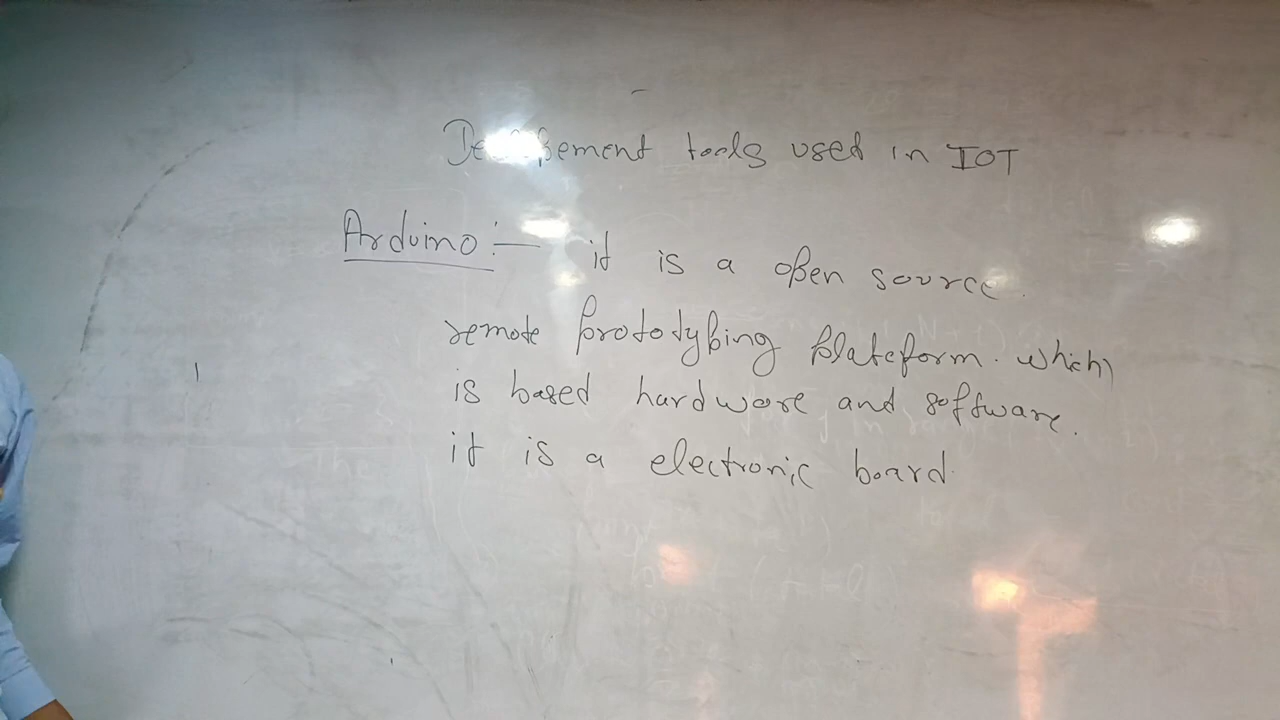 tools used in IOT
Arduino :- it is a open source.
remote prototyping plateform. which
is based hardware and software.
it is a electronic board.